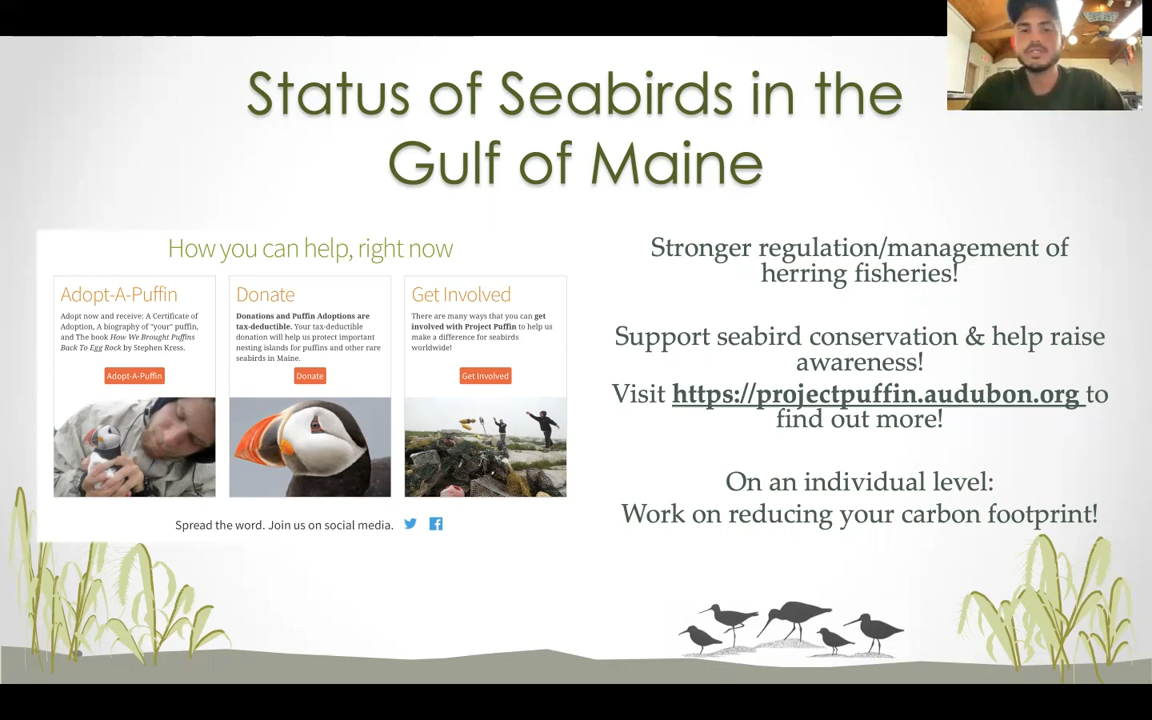 Status of Seabirds in the
Gulf of Maine
How you can help, right now
Adopt-A-Puffin
Adopt now and receive: A Certificate of
Adoption, A biography of "your" puffin,
and The book How We Brought Puffins
Back To Egg Rock by Stephen Kress.
Adopt-A-Puffin
Donate
Donations and Puffin Adoptions are
tax-deductible. Your tax-deductible
donation will help us protect important
nesting islands for puffins and other rare
seabirds in Maine.
Donate
Get Involved
There are many ways that you can get
involved with Project Puffin to help us
make a difference for seabirds
worldwide!
Get Involved
Spread the word. Join us on social media.
Stronger regulation/management of
herring fisheries!
Support seabird conservation & help raise
awareness!
Visit https://projectpuffin.audubon.org to
find out more!
On an individual level:
Work on reducing your carbon footprint!